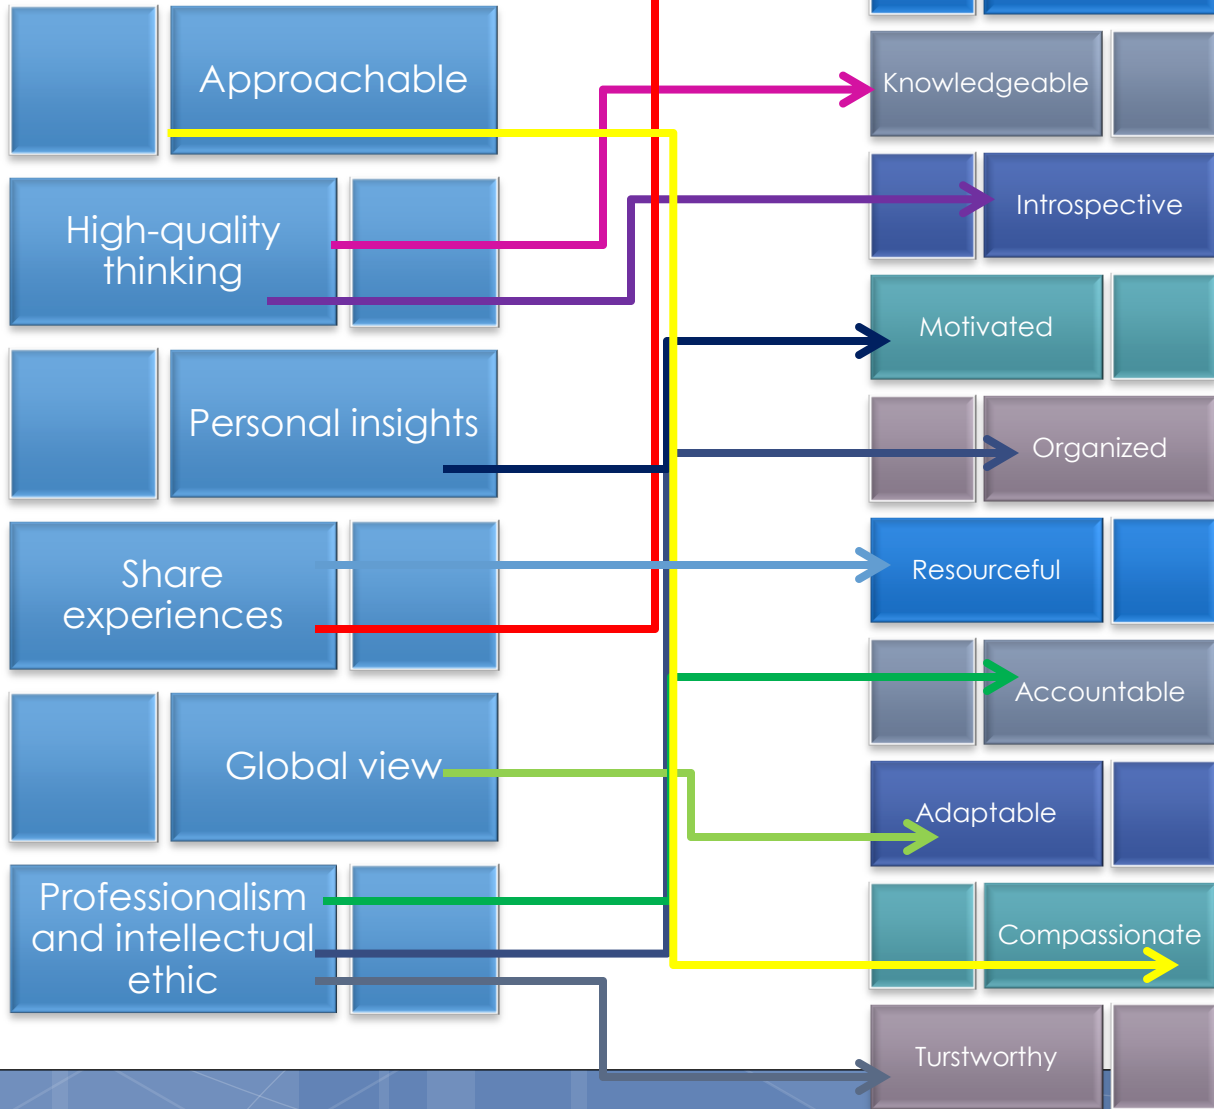 Approachable
High-quality
thinking
Personal insights
Share
experiences
Global view
Professionalism
and intellectual
ethic
Knowledgeable
Introspective
Motivated
Organized
Resourceful
Accountable
Adaptable
Compassionate
Turstworthy